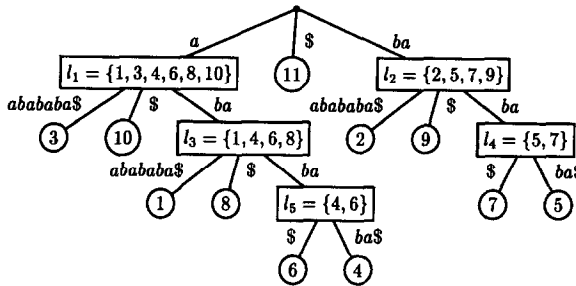 a $ ba
l₁ = {1,3,4,6,8,10} 11 l₂ = {2,5,7,9}
abababa$ $ ba abababa$ $ ba
3 10 l₃ = {1,4,6,8} 2 9 l₄ = {5,7}
abababa$ $ ba $ ba$
1 8 l₅ = {4,6} 7 5
$ ba$
6 4